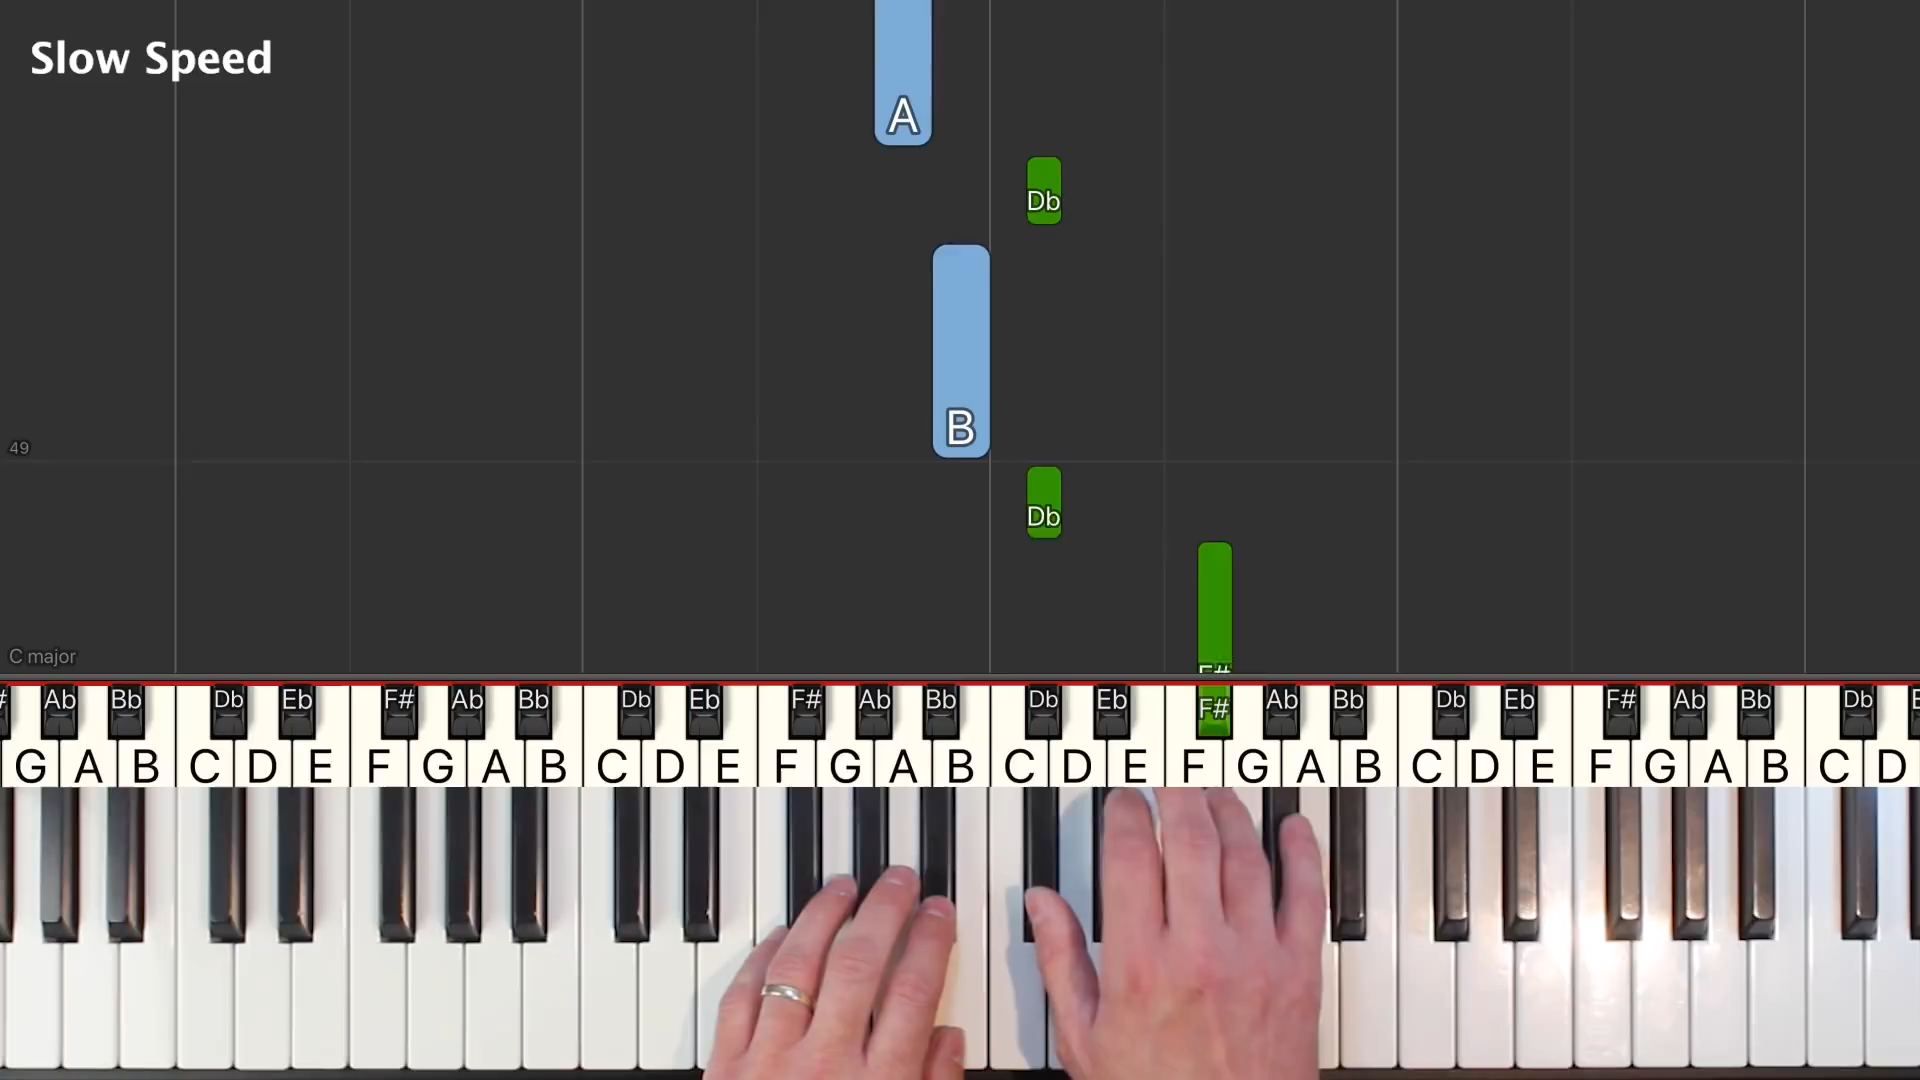 Slow Speed
A
Db
B
49
Db
C major
F#
# Ab Bb Db Eb F# Ab Bb Db Eb F# Ab Bb Db Eb F# Ab Bb Db Eb F# Ab Bb Db E
G A B C D E F G A B C D E F G A B C D E F G A B C D E F G A B C D